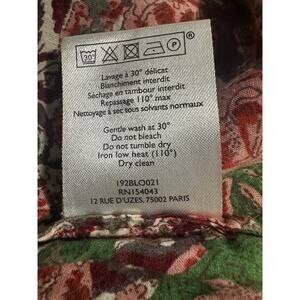 30°
P
®
Lavage à 30° délicat
Blanchiment interdit
Séchage en tambour interdit
Repassage 110° max
Nettoyage à sec tous solvants normaux
Gentle wash at 30°
Do not bleach
Do not tumble dry
Iron low heat (110°)
Dry clean
192BLO021
RN154043
12 RUE D'UZES, 75002 PARIS